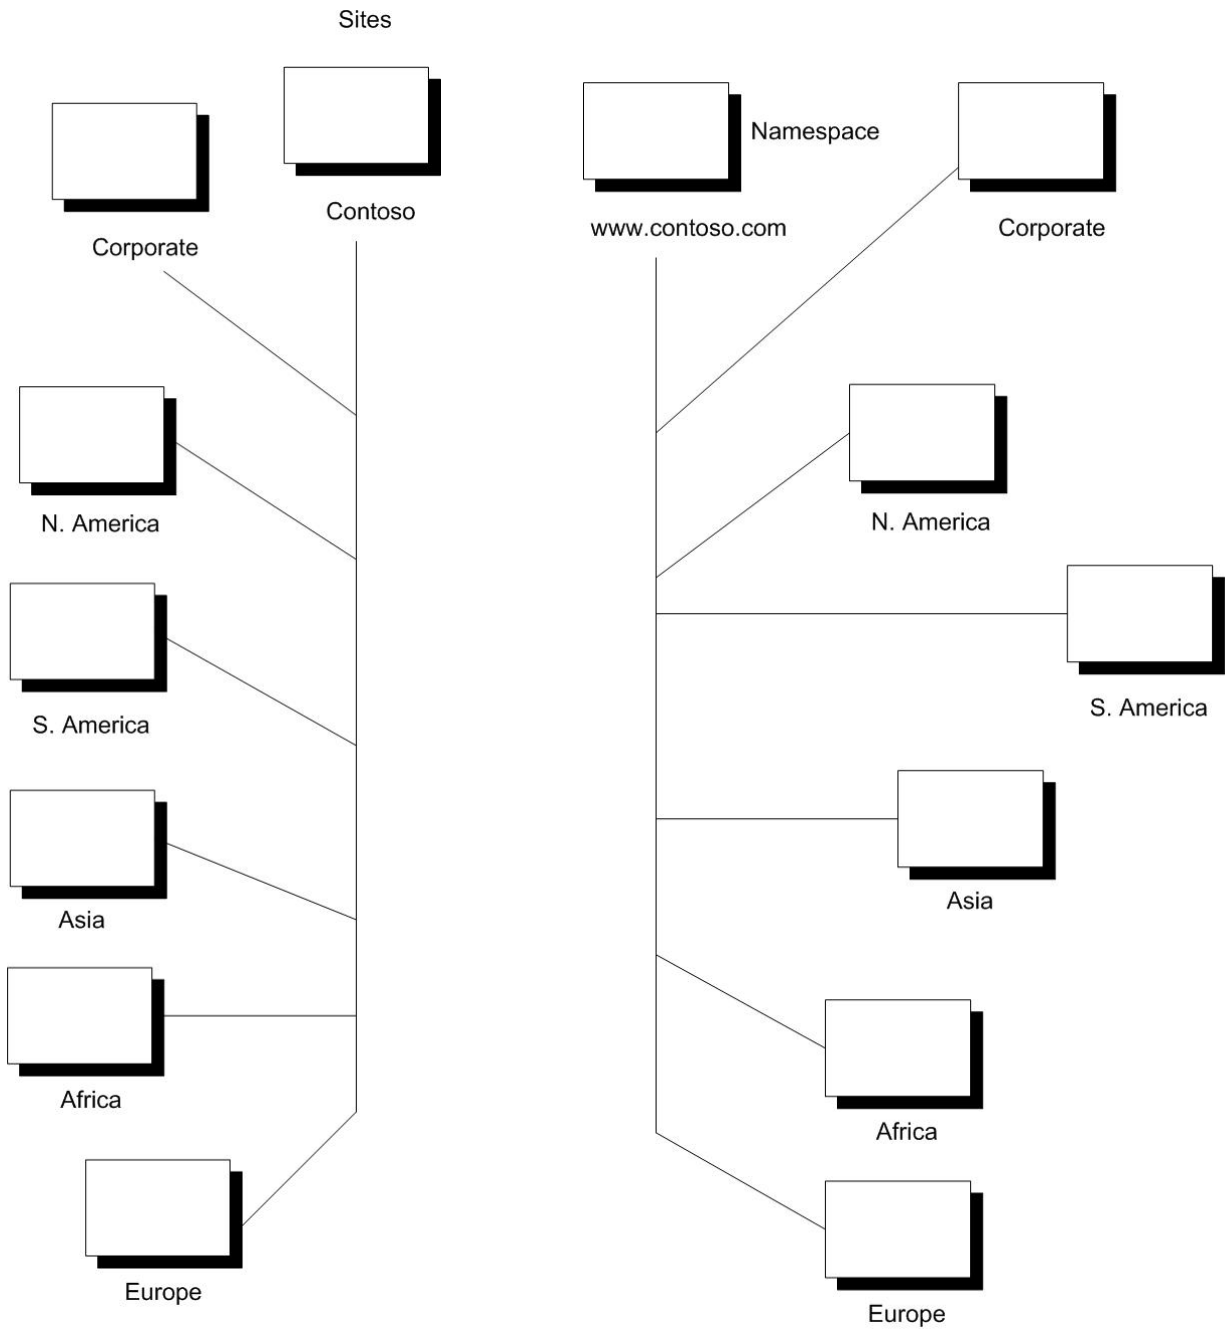 Sites
Contoso
Corporate
N. America
S. America
Asia
Africa
Europe
Namespace
www.contoso.com
Corporate
N. America
S. America
Asia
Africa
Europe